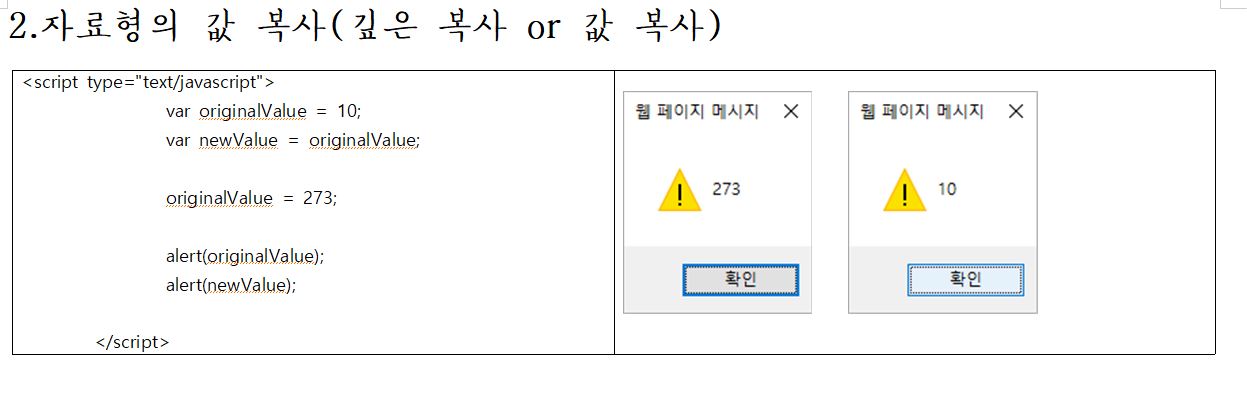 2.자료형의 값 복사(깊은 복사 or 값 복사)
<script type="text/javascript">
var originalValue = 10;
var newValue = originalValue;
originalValue = 273;
alert(originalValue);
alert(newValue);
</script>
웹 페이지 메시지
273
확인
웹 페이지 메시지
10
확인